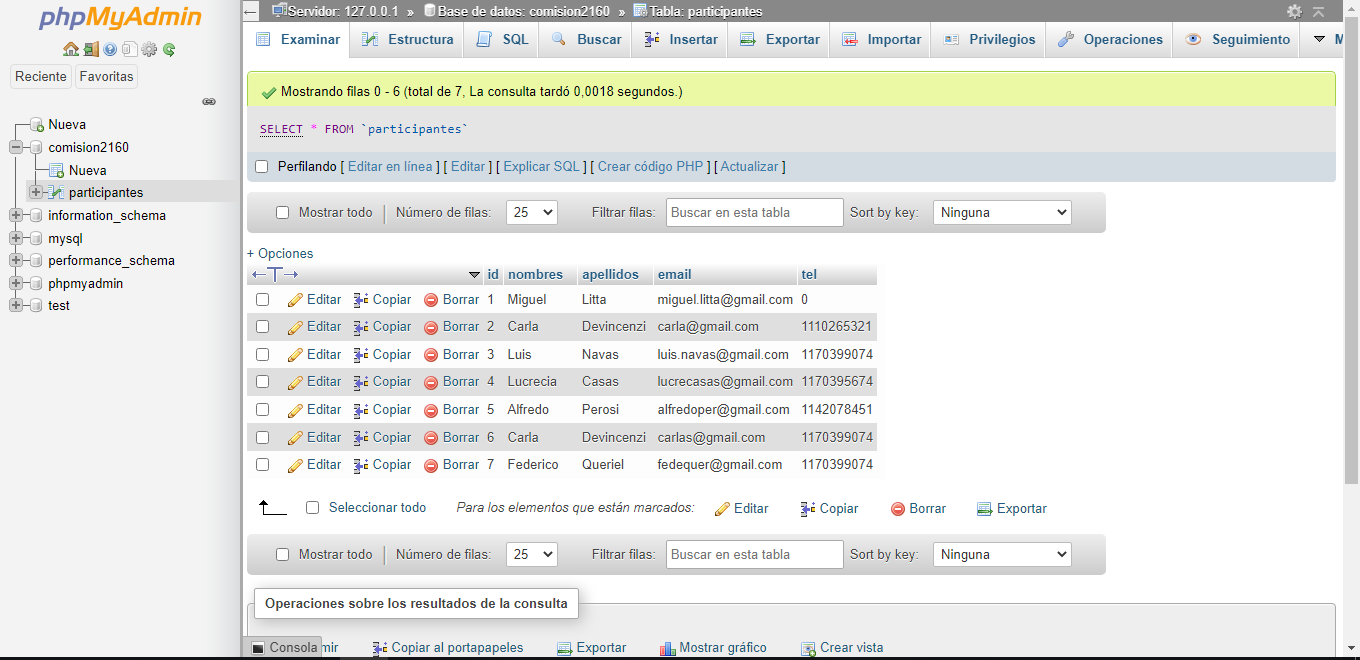 phpMyAdmin
Reciente Favoritas
Nueva
comision2160
Nueva
participantes
information_schema
mysql
performance_schema
phpmyadmin
test
Servidor: 127.0.0.1 » Base de datos: comision2160 » Tabla: participantes
Examinar Estructura SQL Buscar Insertar Exportar Importar Privilegios Operaciones Seguimiento
Mostrando filas 0 - 6 (total de 7, La consulta tardó 0,0018 segundos.)
SELECT * FROM `participantes`
Perfilando [ Editar en línea ] [ Editar ] [ Explicar SQL ] [ Crear código PHP ] [ Actualizar ]
Mostrar todo | Número de filas: 25 Filtrar filas: Buscar en esta tabla Sort by key: Ninguna
+ Opciones
←T→ id nombres apellidos email tel
Editar Copiar Borrar 1 Miguel Litta miguel.litta@gmail.com 0
Editar Copiar Borrar 2 Carla Devincenzi carla@gmail.com 1110265321
Editar Copiar Borrar 3 Luis Navas luis.navas@gmail.com 1170399074
Editar Copiar Borrar 4 Lucrecia Casas lucrecasas@gmail.com 1170395674
Editar Copiar Borrar 5 Alfredo Perosi alfredoper@gmail.com 1142078451
Editar Copiar Borrar 6 Carla Devincenzi carlas@gmail.com 1170399074
Editar Copiar Borrar 7 Federico Queriel fedequer@gmail.com 1170399074
Seleccionar todo Para los elementos que están marcados: Editar Copiar Borrar Exportar
Mostrar todo | Número de filas: 25 Filtrar filas: Buscar en esta tabla Sort by key: Ninguna
Operaciones sobre los resultados de la consulta
Consola mir Copiar al portapapeles Exportar Mostrar gráfico Crear vista